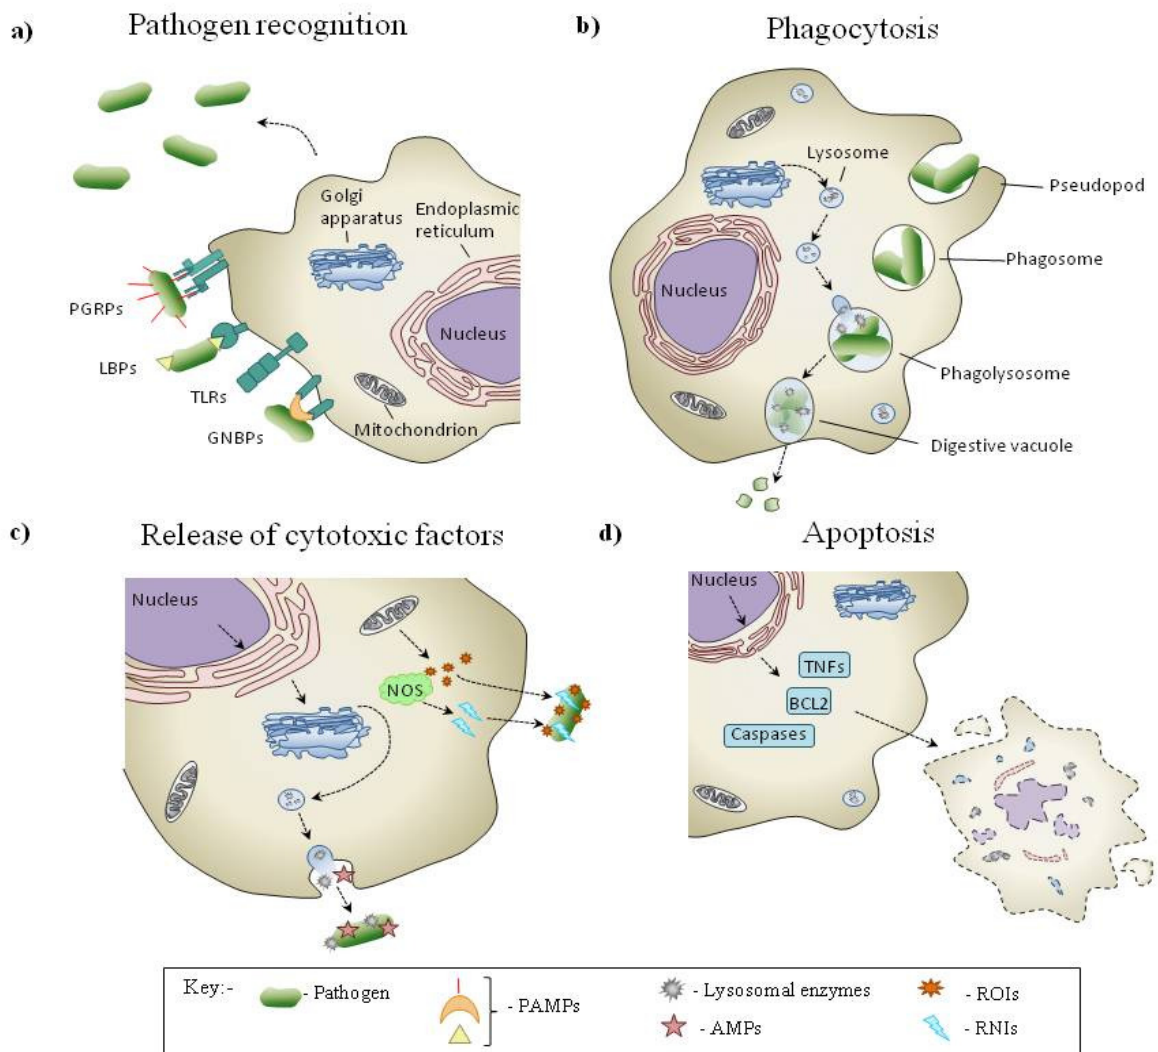 a)
Pathogen recognition
Golgi
apparatus
Endoplasmic
reticulum
PGRPs
Nucleus
LBPs
TLRs
GNBPs
Mitochondrion
b)
Phagocytosis
Lysosome
Pseudopod
Phagosome
Nucleus
Phagolysosome
Digestive vacuole
c)
Release of cytotoxic factors
Nucleus
NOS
d)
Apoptosis
Nucleus
TNFs
BCL2
Caspases
Key:-
- Pathogen
- PAMPs
- Lysosomal enzymes
- AMPs
- ROIs
- RNIs